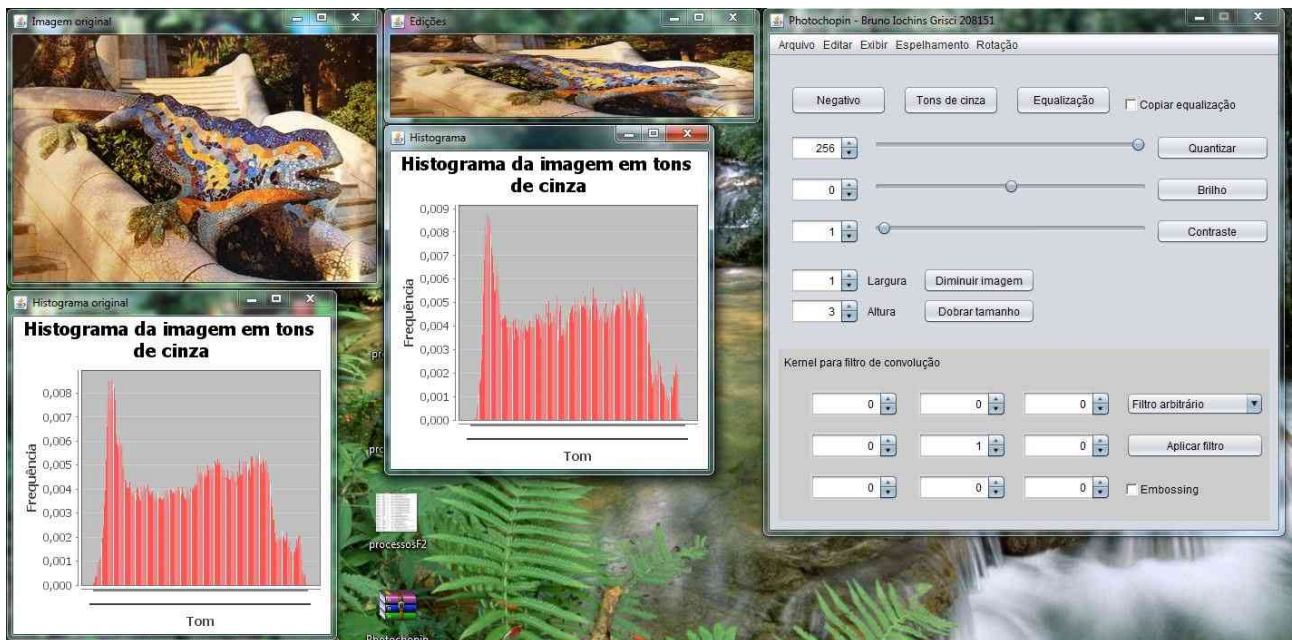 Imagem original
Edições
Histograma
Histograma da imagem em tons
de cinza
0,009
0,008
0,007
0,006
0,005
0,004
0,003
0,002
0,001
0,000
Frequência
Tom
Histograma original
Histograma da imagem em tons
de cinza
0,008
0,007
0,006
0,005
0,004
0,003
0,002
0,001
0,000
Frequência
Tom
processosF2
Photochopin
Photochopin - Bruno Iochins Grisci 208151
Arquivo Editar Exibir Espelhamento Rotação
Negativo Tons de cinza Equalização Copiar equalização
256 Quantizar
0 Brilho
1 Contraste
1 Largura Diminuir imagem
3 Altura Dobrar tamanho
Kernel para filtro de convolução
0 0 0 Filtro arbitrário
0 1 0 Aplicar filtro
0 0 0 Embossing